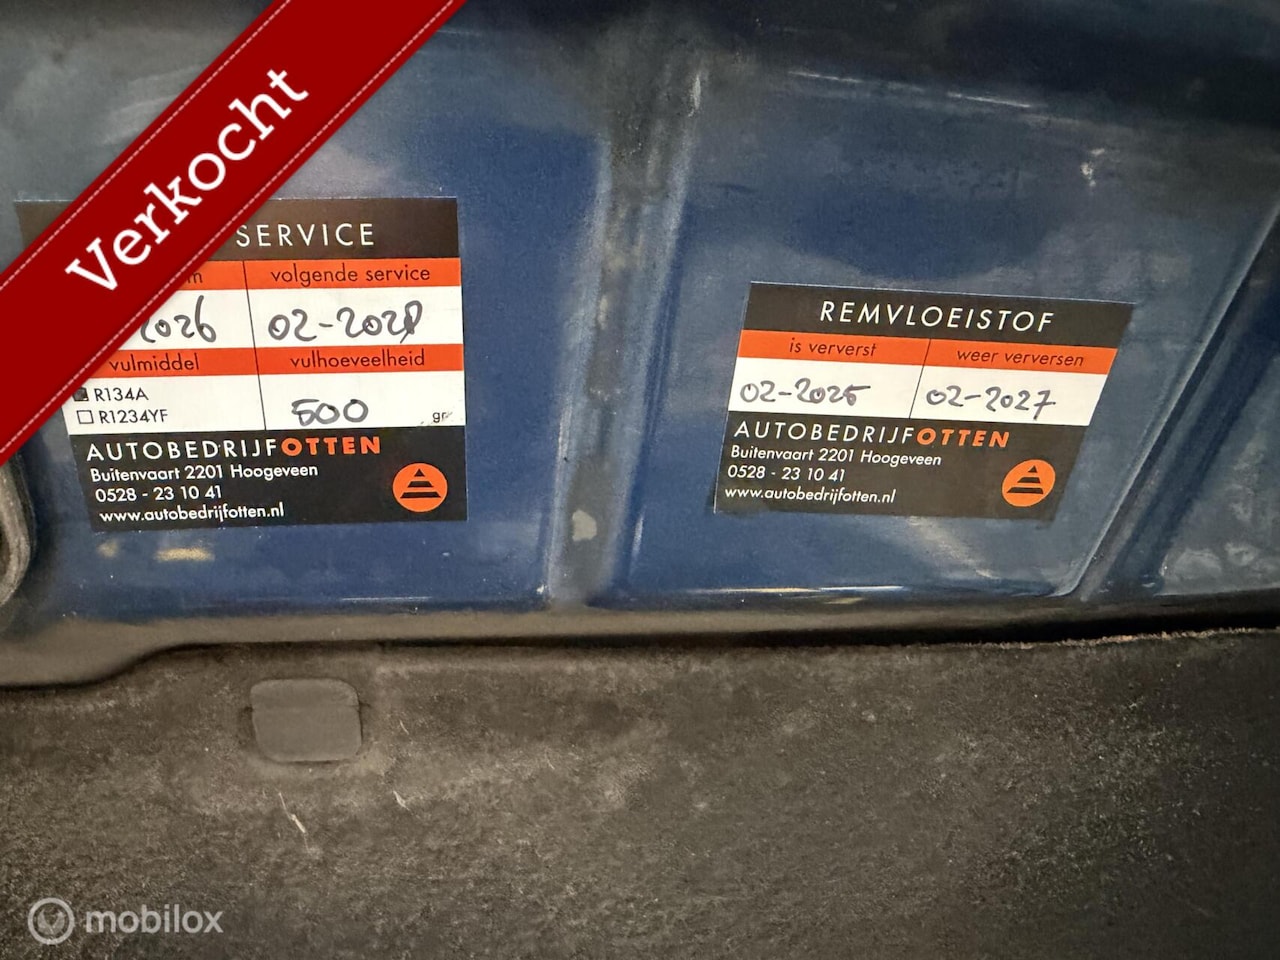 Verkocht
SERVICE
volgende service
2026 02-2028
vulmiddel vulhoeveelheid
R134A
R1234YF
500 gr
AUTOBEDRIJFOTTEN
Buitenvaart 2201 Hoogeveen
0528 - 23 10 41
www.autobedrijfotten.nl
REMVLOEISTOF
is ververst weer verversen
02-2025 02-2027
AUTOBEDRIJFOTTEN
Buitenvaart 2201 Hoogeveen
0528 - 23 10 41
www.autobedrijfotten.nl
mobilox